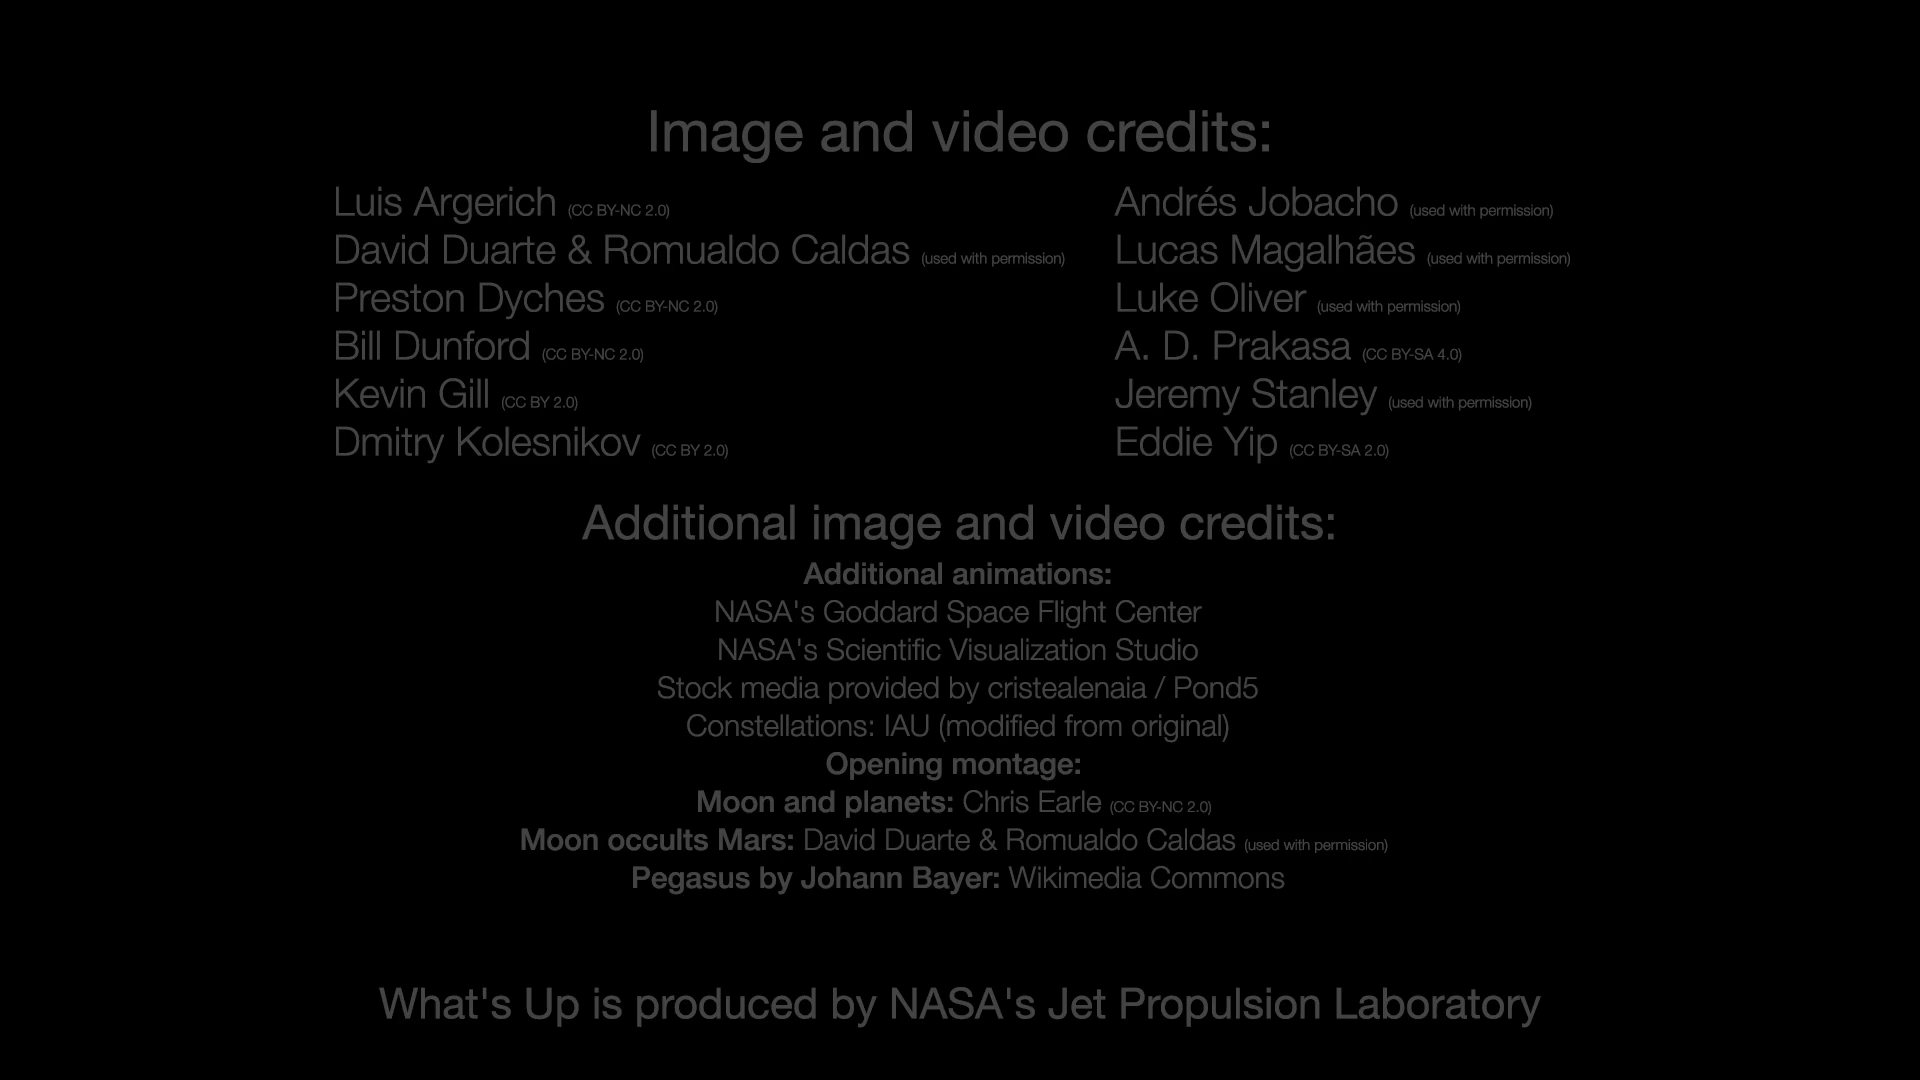 Image and video credits:
Luis Argerich (CC BY-NC 2.0)
David Duarte & Romualdo Caldas (used with permission)
Preston Dyches (CC BY-NC 2.0)
Bill Dunford (CC BY-NC 2.0)
Kevin Gill (CC BY 2.0)
Dmitry Kolesnikov (CC BY 2.0)
Andrés Jobacho (used with permission)
Lucas Magalhães (used with permission)
Luke Oliver (used with permission)
A. D. Prakasa (CC BY-SA 4.0)
Jeremy Stanley (used with permission)
Eddie Yip (CC BY-SA 2.0)
Additional image and video credits:
Additional animations:
NASA's Goddard Space Flight Center
NASA's Scientific Visualization Studio
Stock media provided by cristealenaia / Pond5
Constellations: IAU (modified from original)
Opening montage:
Moon and planets: Chris Earle (CC BY-NC 2.0)
Moon occults Mars: David Duarte & Romualdo Caldas (used with permission)
Pegasus by Johann Bayer: Wikimedia Commons
What's Up is produced by NASA's Jet Propulsion Laboratory